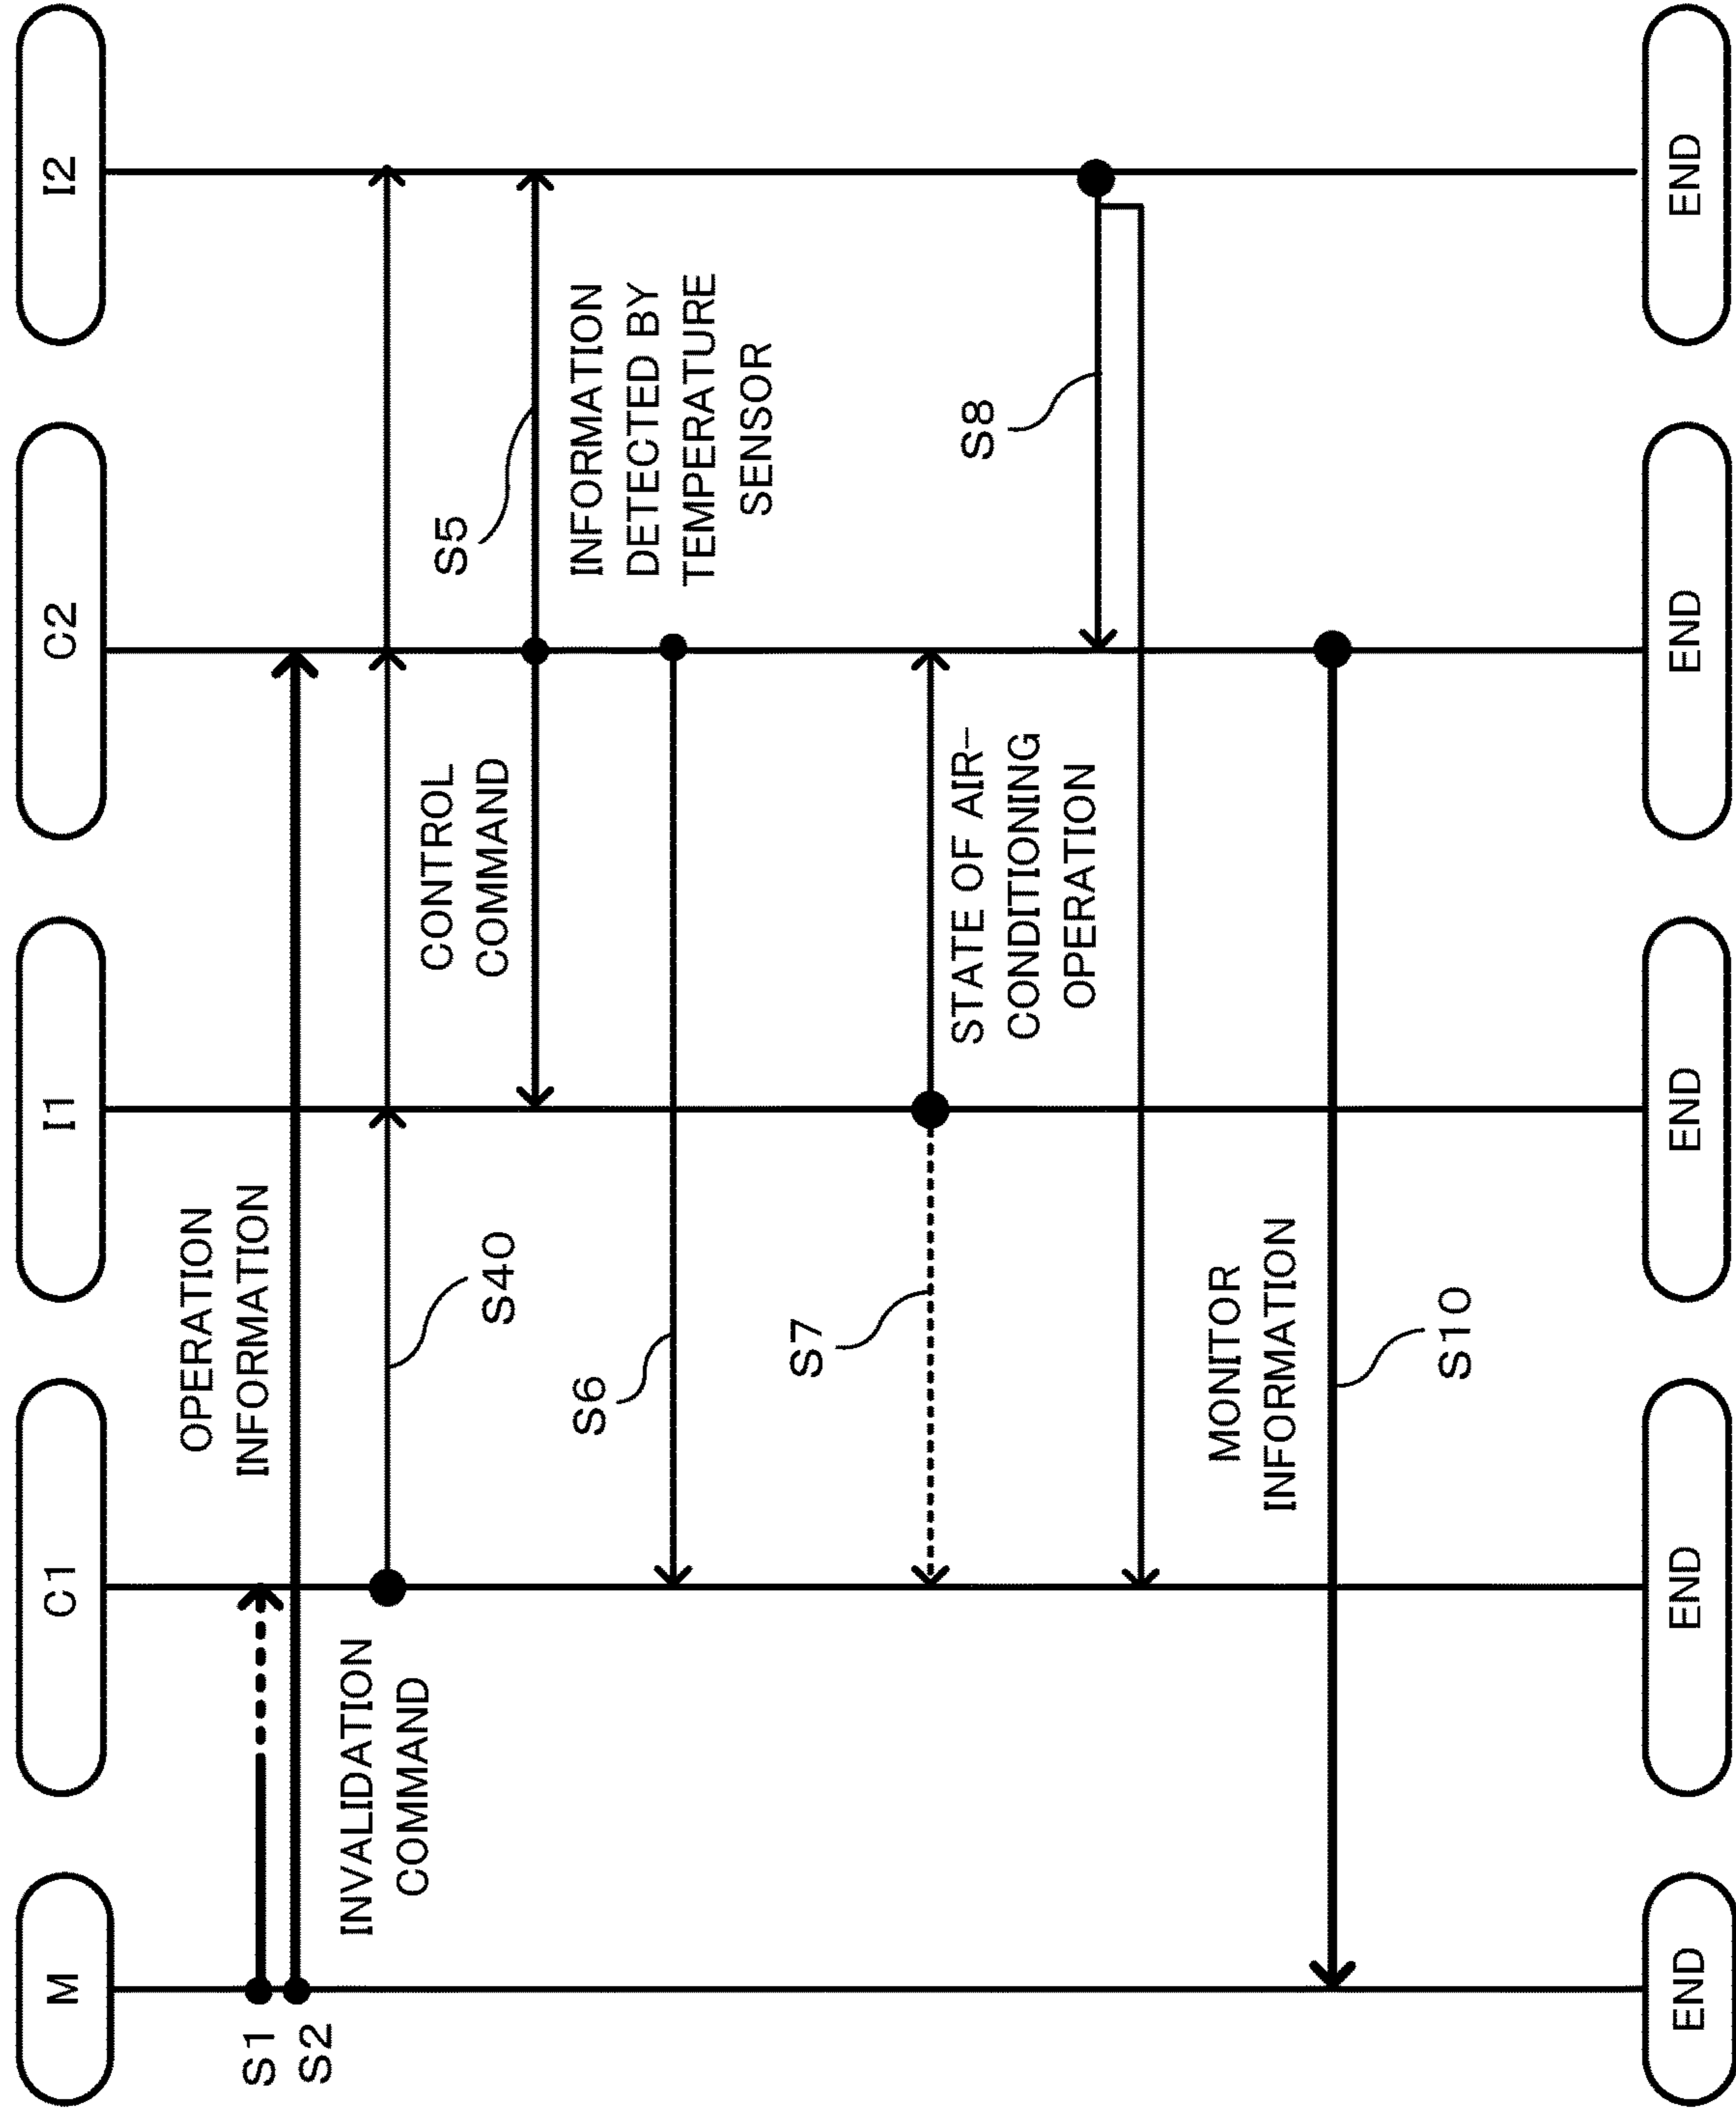 M
C1
I1
C2
I2
S1
S2
OPERATION
INFORMATION
INVALIDATION
COMMAND
S40
CONTROL
COMMAND
S5
INFORMATION
DETECTED BY
TEMPERATURE
SENSOR
S6
S7
STATE OF AIR-
CONDITIONING
OPERATION
S8
MONITOR
INFORMATION
S10
END
END
END
END
END